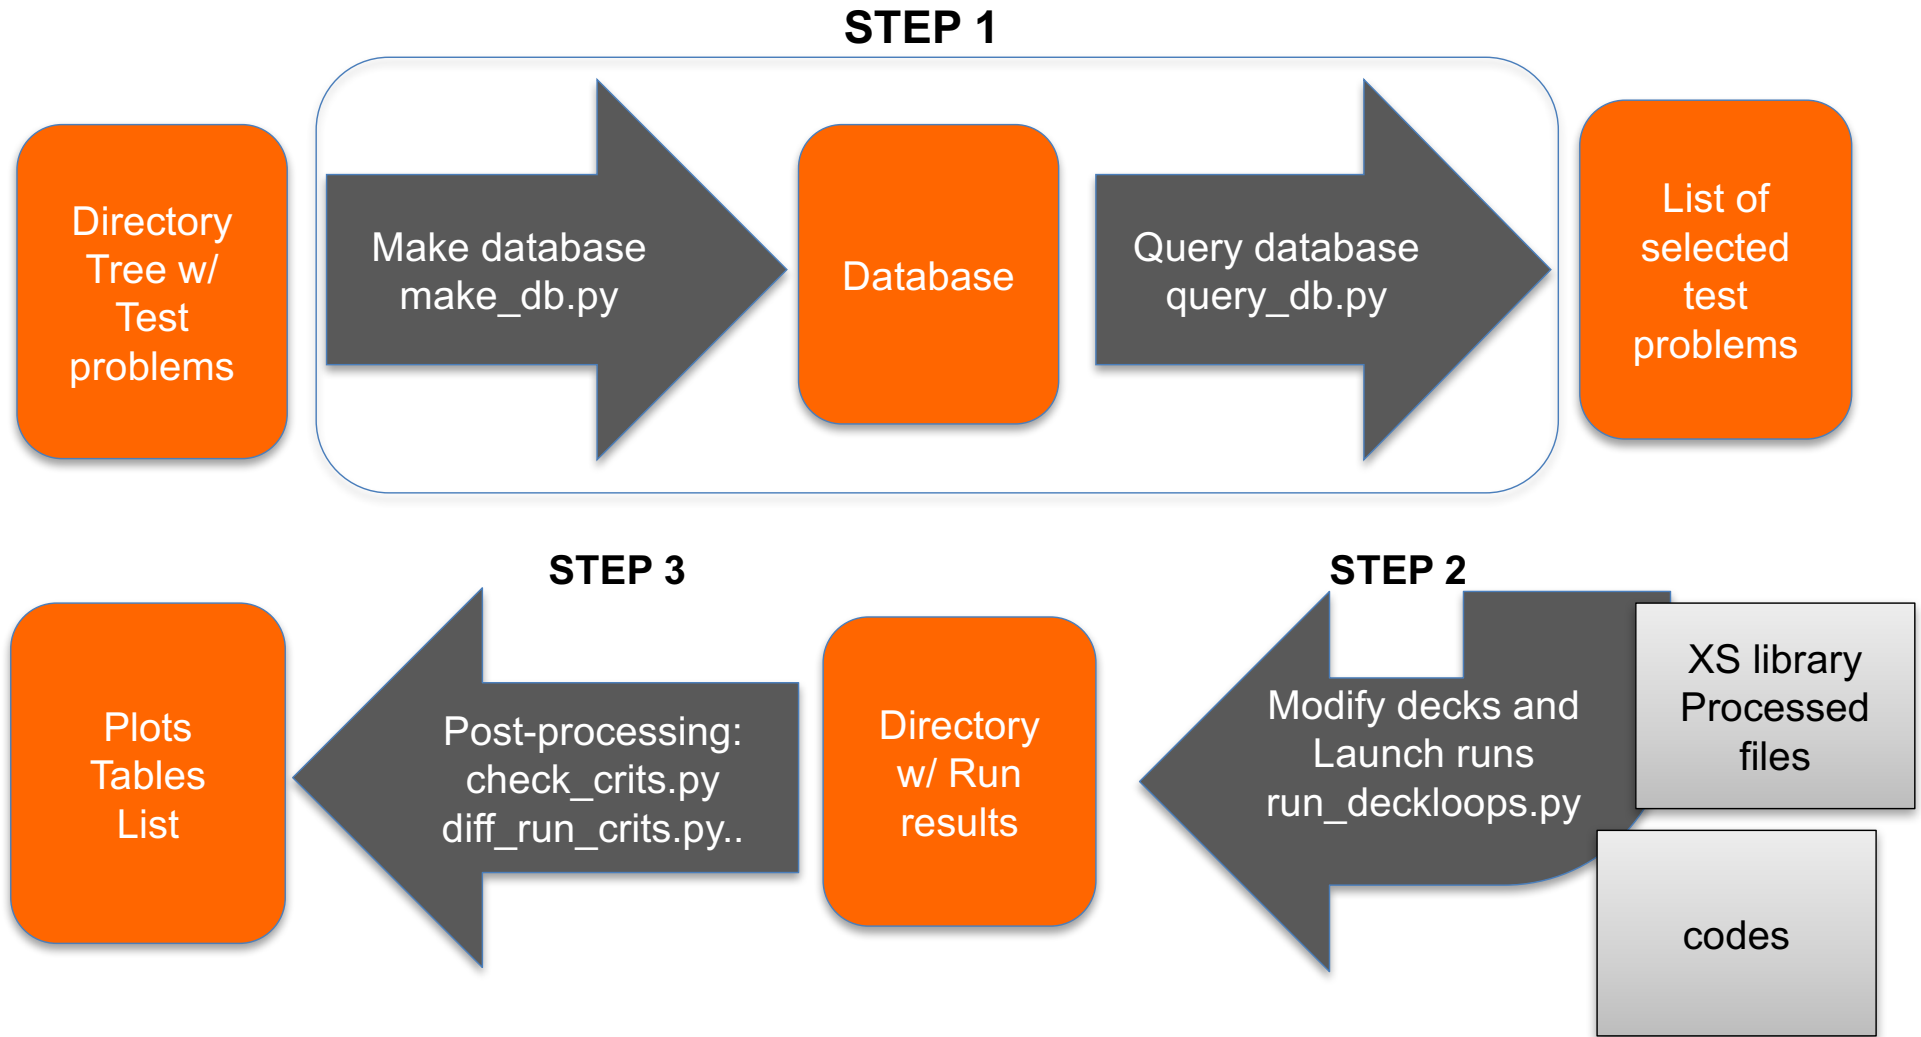 STEP 1
Directory
Tree w/
Test
problems
Make database
make_db.py
Database
Query database
query_db.py
List of
selected
test
problems
STEP 3
STEP 2
Plots
Tables
List
Post-processing:
check_crits.py
diff_run_crits.py..
Directory
w/ Run
results
Modify decks and
Launch runs
run_deckloops.py
XS library
Processed
files
codes